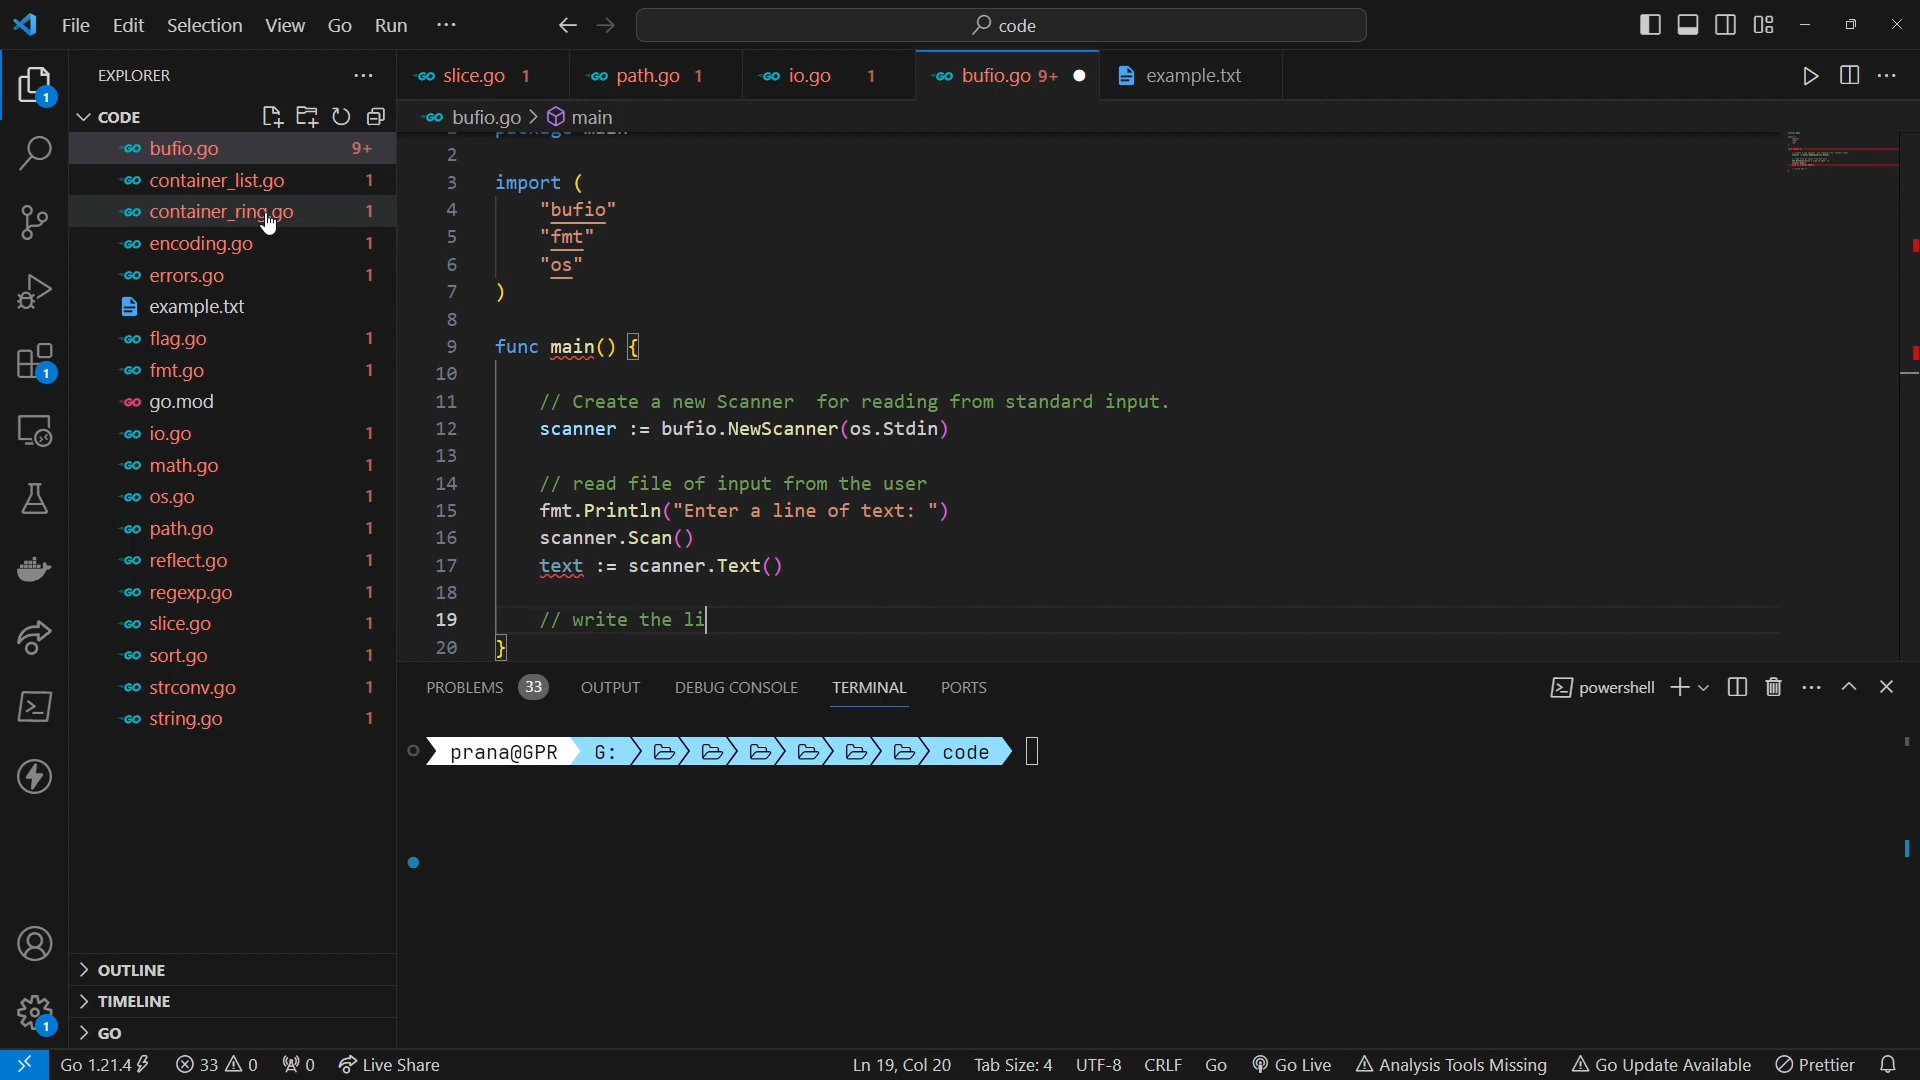 File Edit Selection View Go Run ··· code
EXPLORER ···
slice.go 1 path.go 1 io.go 1 bufio.go 9+ example.txt ···
CODE
bufio.go > main
bufio.go 9+
container_list.go 1
container_ring.go 1
encoding.go 1
errors.go 1
example.txt
flag.go 1
fmt.go 1
go.mod
io.go 1
math.go 1
os.go 1
path.go 1
reflect.go 1
regexp.go 1
slice.go 1
sort.go 1
strconv.go 1
string.go 1
OUTLINE
TIMELINE
GO
package main
2
3 import (
4 "bufio"
5 "fmt"
6 "os"
7 )
8
9 func main() {
10
11 // Create a new Scanner  for reading from standard input.
12 scanner := bufio.NewScanner(os.Stdin)
13
14 // read file of input from the user
15 fmt.Println("Enter a line of text: ")
16 scanner.Scan()
17 text := scanner.Text()
18
19 // write the li
20 }
PROBLEMS 33 OUTPUT DEBUG CONSOLE TERMINAL PORTS powershell ···
prana@GPR G: code
Go 1.21.4 33 0 0 Live Share Ln 19, Col 20 Tab Size: 4 UTF-8 CRLF Go Go Live Analysis Tools Missing Go Update Available Prettier